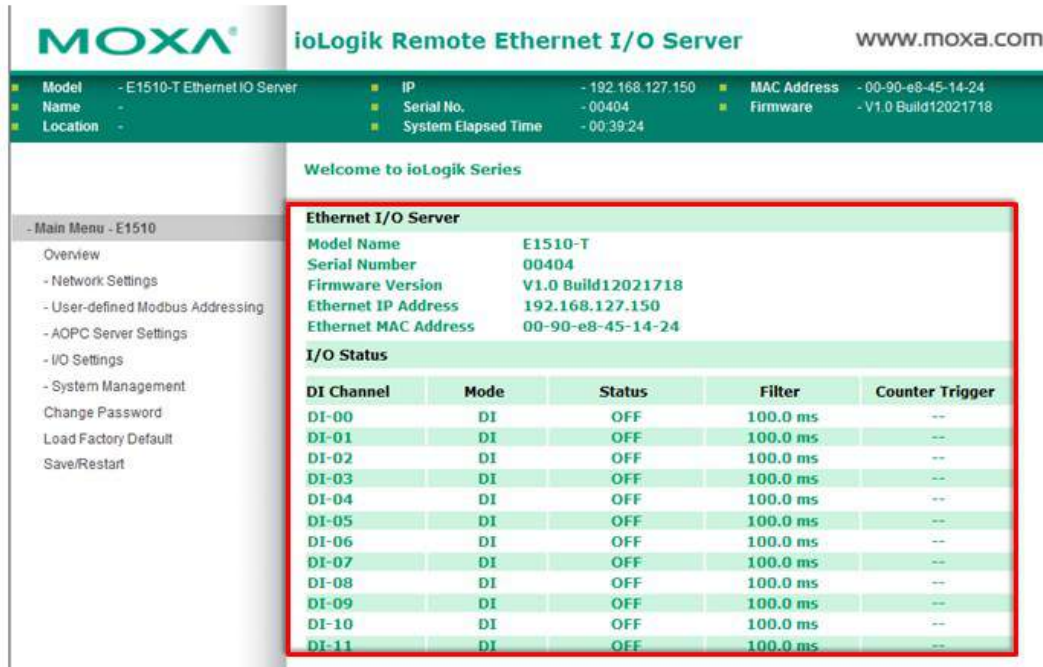 MOXA®
ioLogik Remote Ethernet I/O Server
www.moxa.com
Model - E1510-T Ethernet IO Server IP - 192.168.127.150 MAC Address - 00-90-e8-45-14-24
Name - Serial No. - 00404 Firmware - V1.0 Build12021718
Location - System Elapsed Time - 00:39:24
Welcome to ioLogik Series
- Main Menu - E1510
Overview
- Network Settings
- User-defined Modbus Addressing
- AOPC Server Settings
- I/O Settings
- System Management
Change Password
Load Factory Default
Save/Restart
Ethernet I/O Server
Model Name E1510-T
Serial Number 00404
Firmware Version V1.0 Build12021718
Ethernet IP Address 192.168.127.150
Ethernet MAC Address 00-90-e8-45-14-24
I/O Status
DI Channel Mode Status Filter Counter Trigger
DI-00 DI OFF 100.0 ms --
DI-01 DI OFF 100.0 ms --
DI-02 DI OFF 100.0 ms --
DI-03 DI OFF 100.0 ms --
DI-04 DI OFF 100.0 ms --
DI-05 DI OFF 100.0 ms --
DI-06 DI OFF 100.0 ms --
DI-07 DI OFF 100.0 ms --
DI-08 DI OFF 100.0 ms --
DI-09 DI OFF 100.0 ms --
DI-10 DI OFF 100.0 ms --
DI-11 DI OFF 100.0 ms --